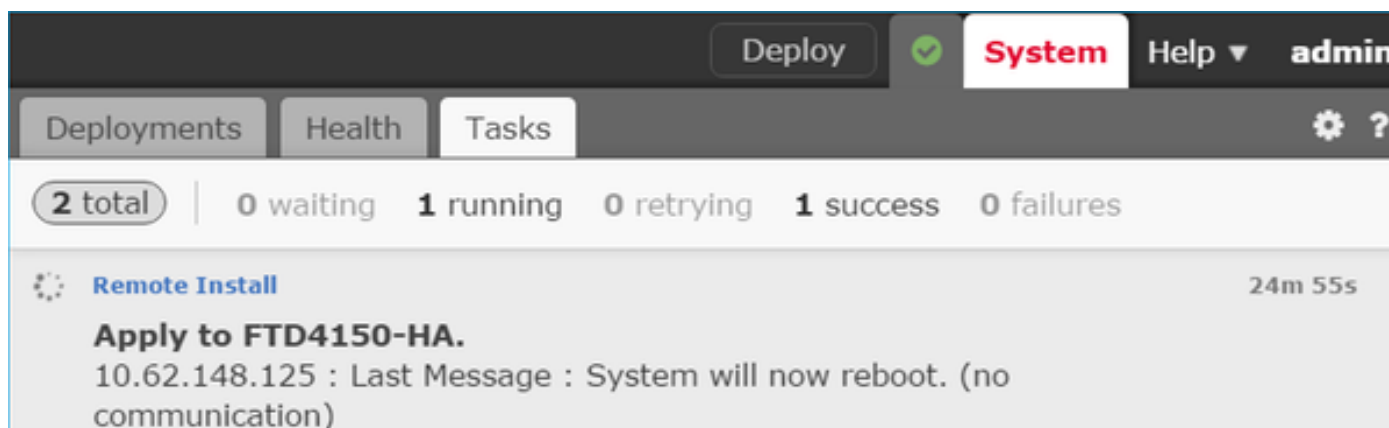 Deploy System Help ▼ admin
Deployments Health Tasks ?
2 total 0 waiting 1 running 0 retrying 1 success 0 failures
Remote Install 24m 55s
Apply to FTD4150-HA.
10.62.148.125 : Last Message : System will now reboot. (no
communication)